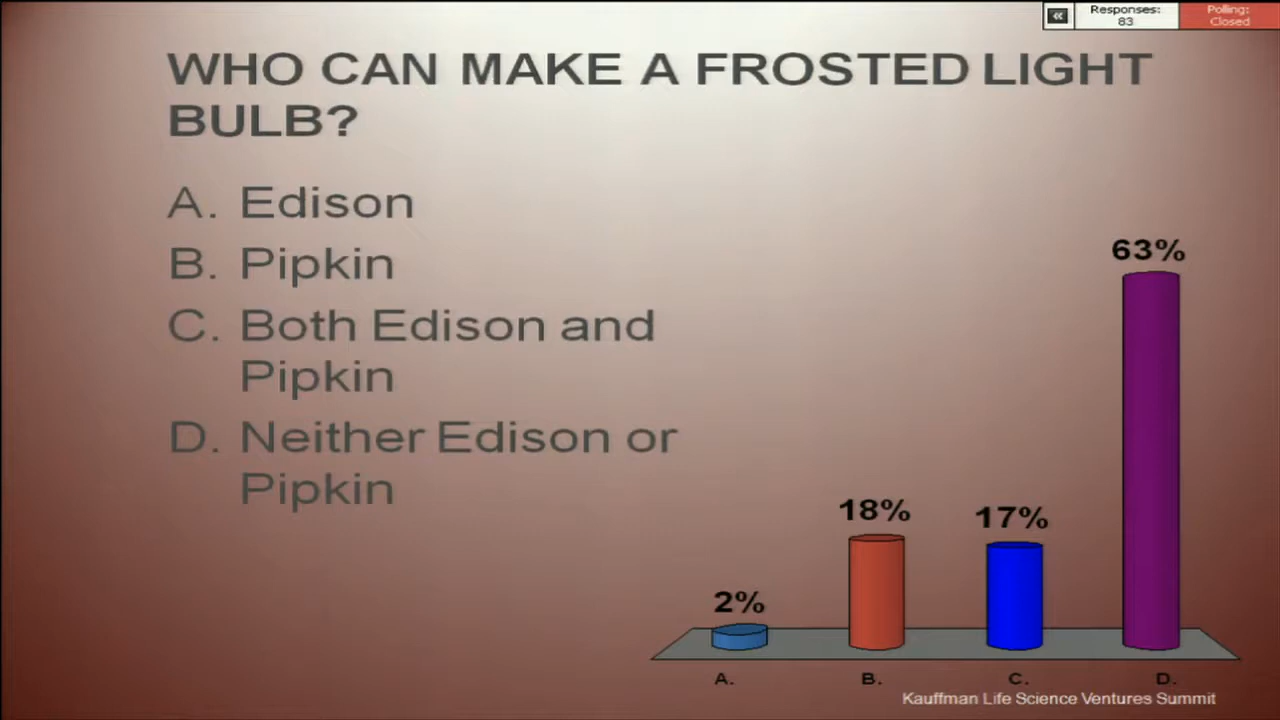 Responses:
83
Polling:
Closed
WHO CAN MAKE A FROSTED LIGHT
BULB?
A. Edison
B. Pipkin
C. Both Edison and
Pipkin
D. Neither Edison or
Pipkin
63%
18%
17%
2%
A.
B.
C.
D.
Kauffman Life Science Ventures Summit